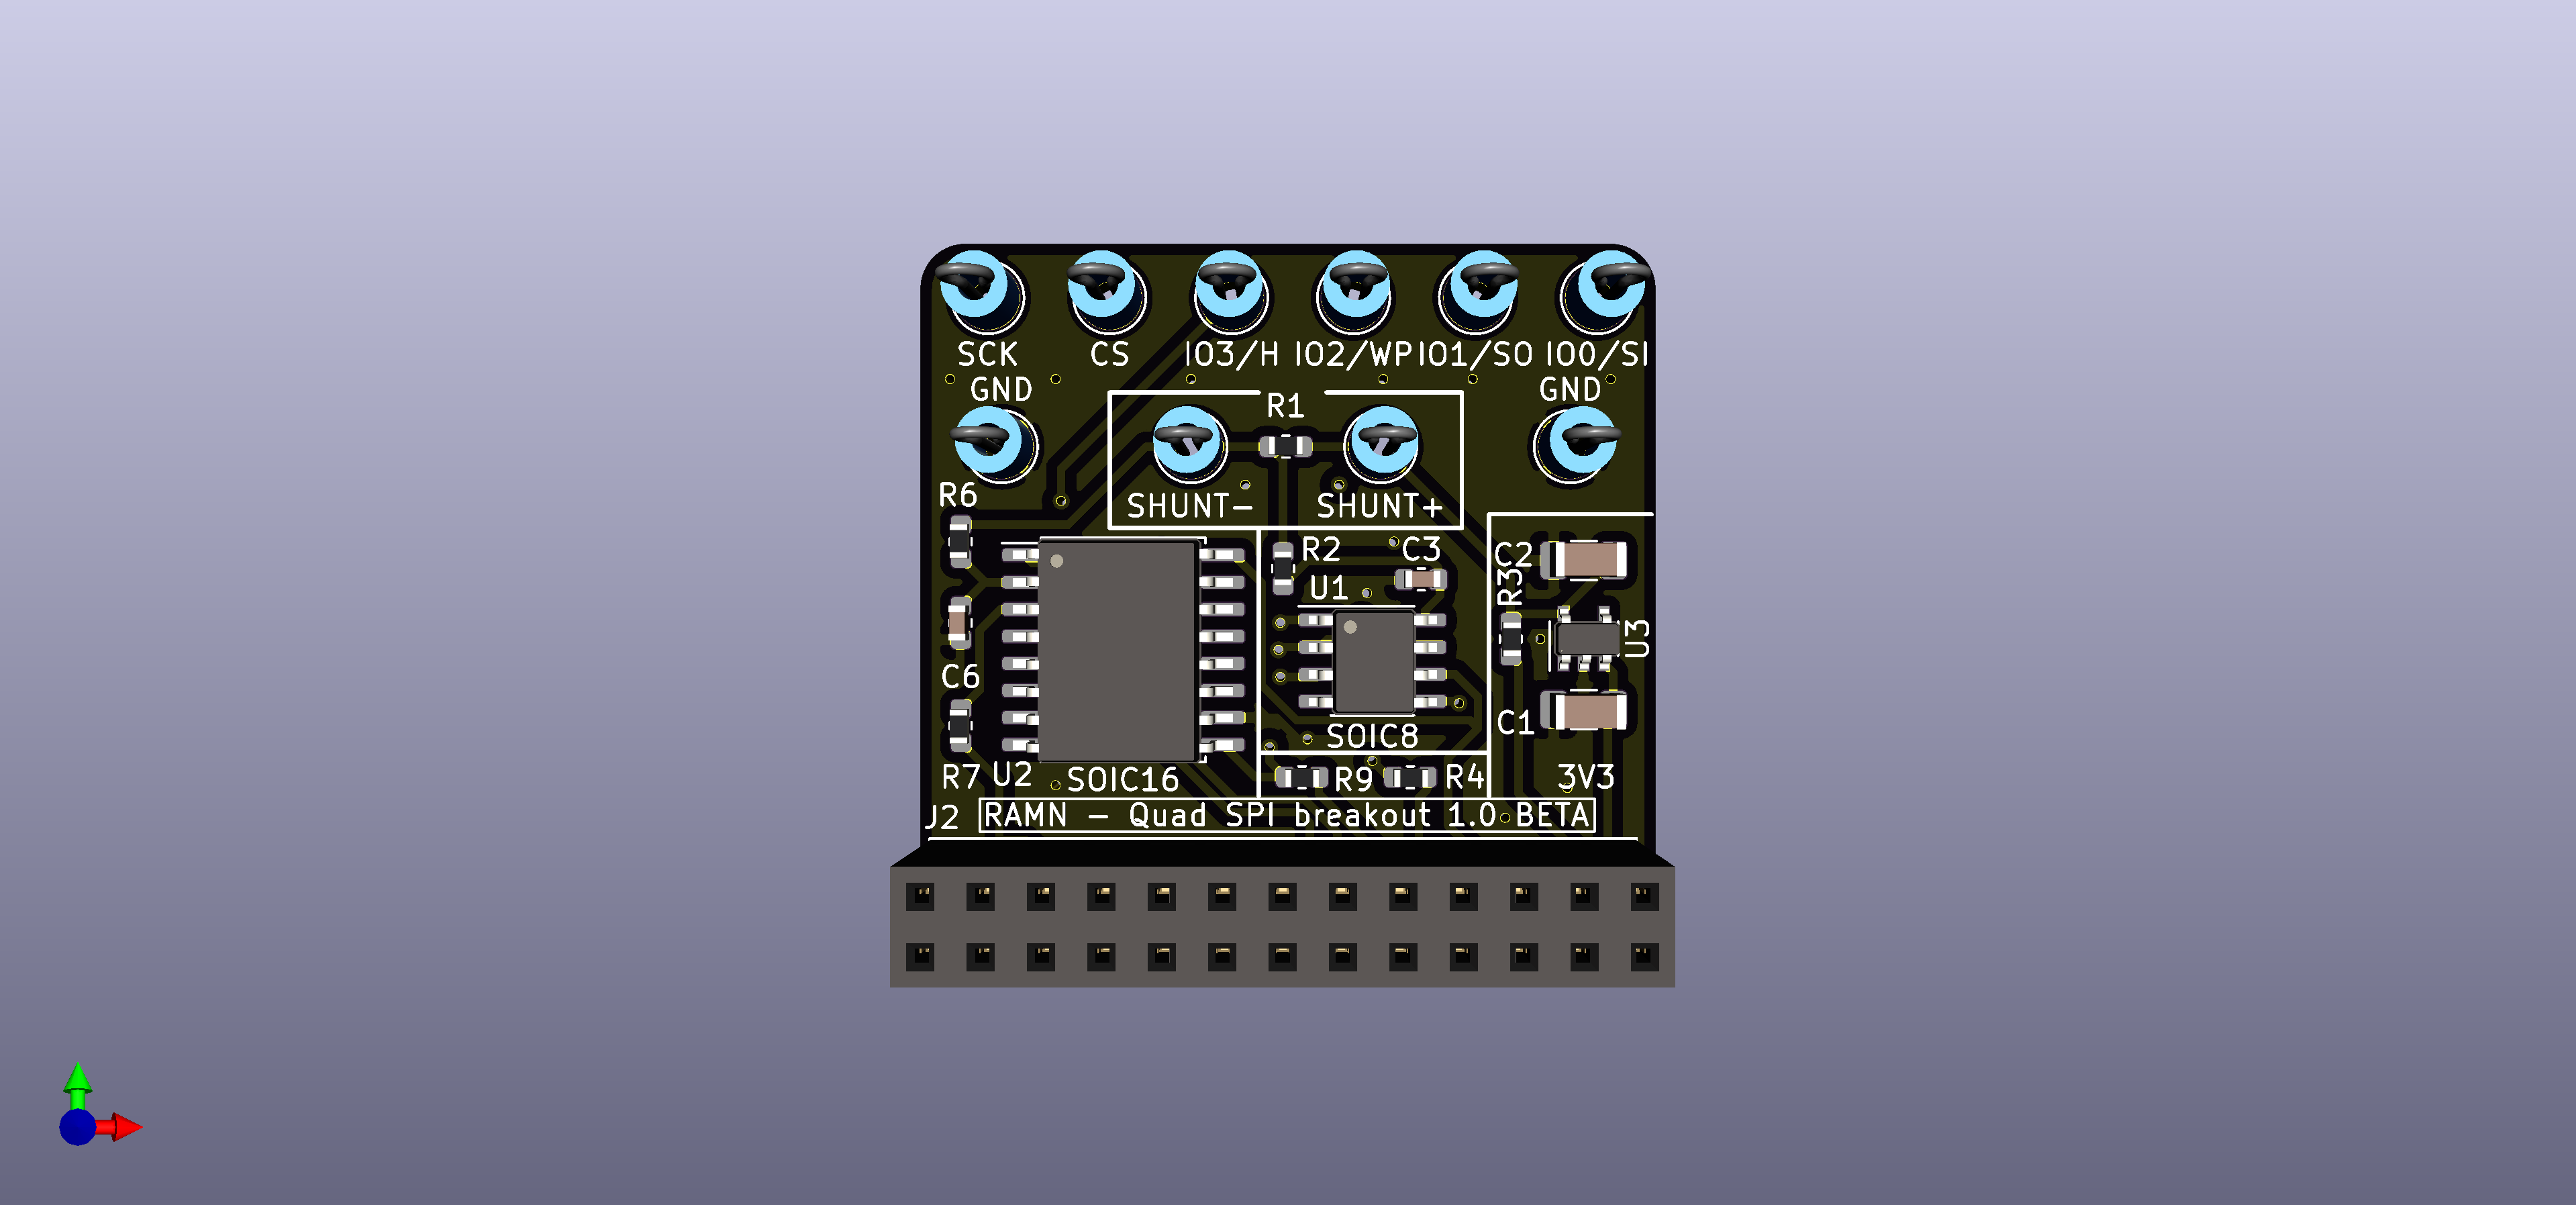 SCK CS IO3/H IO2/WP IO1/SO IO0/SI
GND GND
R1
SHUNT- SHUNT+
R6
R2 C3 C2
U1 R3
U3
C6
C1
SOIC8
R7 U2 SOIC16 R9 R4 3V3
J2 RAMN - Quad SPI breakout 1.0 BETA